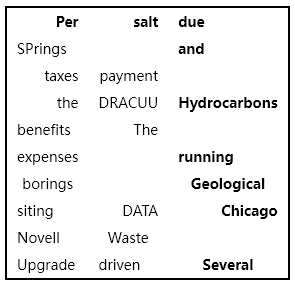 Per salt due
SPrings and
taxes payment
the DRACUU Hydrocarbons
benefits The
expenses running
borings Geological
siting DATA Chicago
Novell Waste
Upgrade driven Several